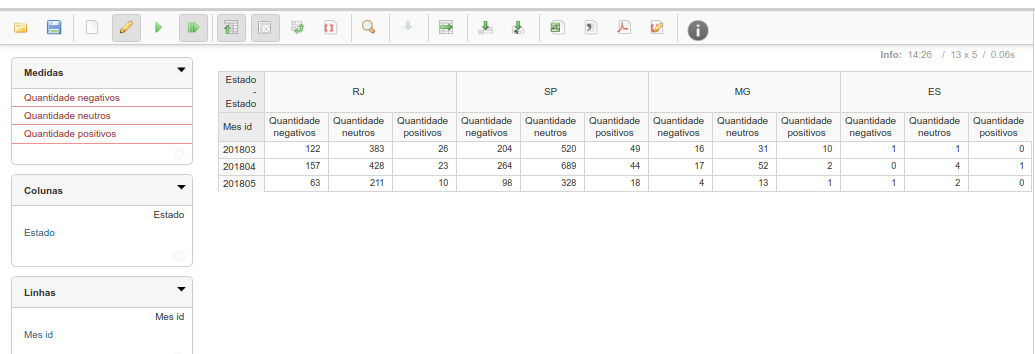 Info: 14:26 / 13 x 5 / 0.06s
Medidas
Quantidade negativos
Quantidade neutros
Quantidade positivos
Colunas
Estado
Estado
Linhas
Mes id
Mes id
Estado - Estado RJ SP MG ES
Mes id Quantidade negativos Quantidade neutros Quantidade positivos Quantidade negativos Quantidade neutros Quantidade positivos Quantidade negativos Quantidade neutros Quantidade positivos Quantidade negativos Quantidade neutros Quantidade positivos
201803 122 383 26 204 520 49 16 31 10 1 1 0
201804 157 428 23 264 689 44 17 52 2 0 4 1
201805 63 211 10 98 328 18 4 13 1 1 2 0